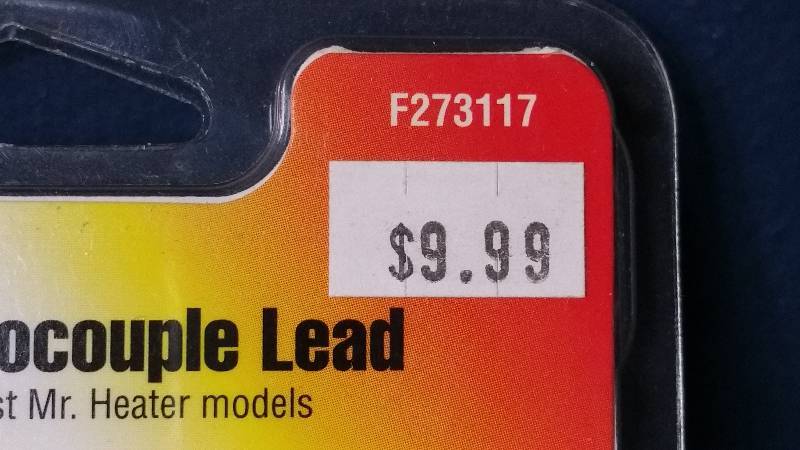 F273117
$9.99
ocouple Lead
st Mr. Heater models